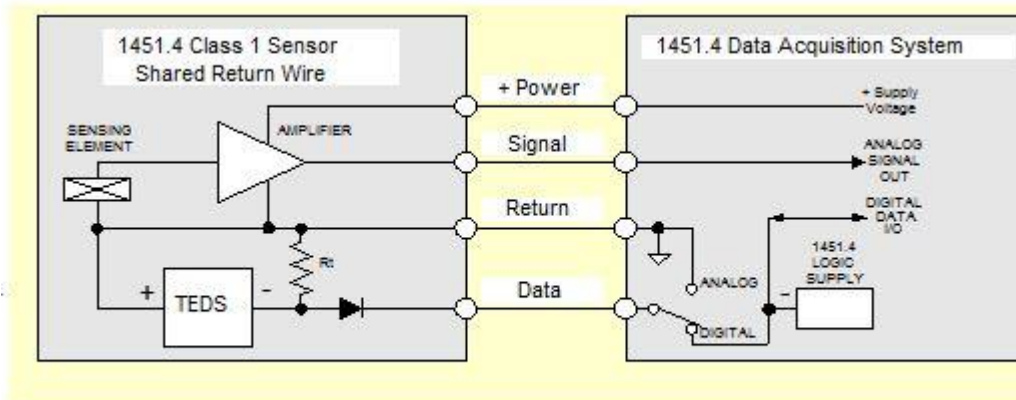 1451.4 Class 1 Sensor
Shared Return Wire
SENSING
ELEMENT
AMPLIFIER
+
TEDS
-
Rt
+ Power
Signal
Return
Data
1451.4 Data Acquisition System
+ Supply
Voltage
ANALOG
SIGNAL
OUT
DIGITAL
DATA
I/O
1451.4
LOGIC
SUPPLY
-
ANALOG
DIGITAL